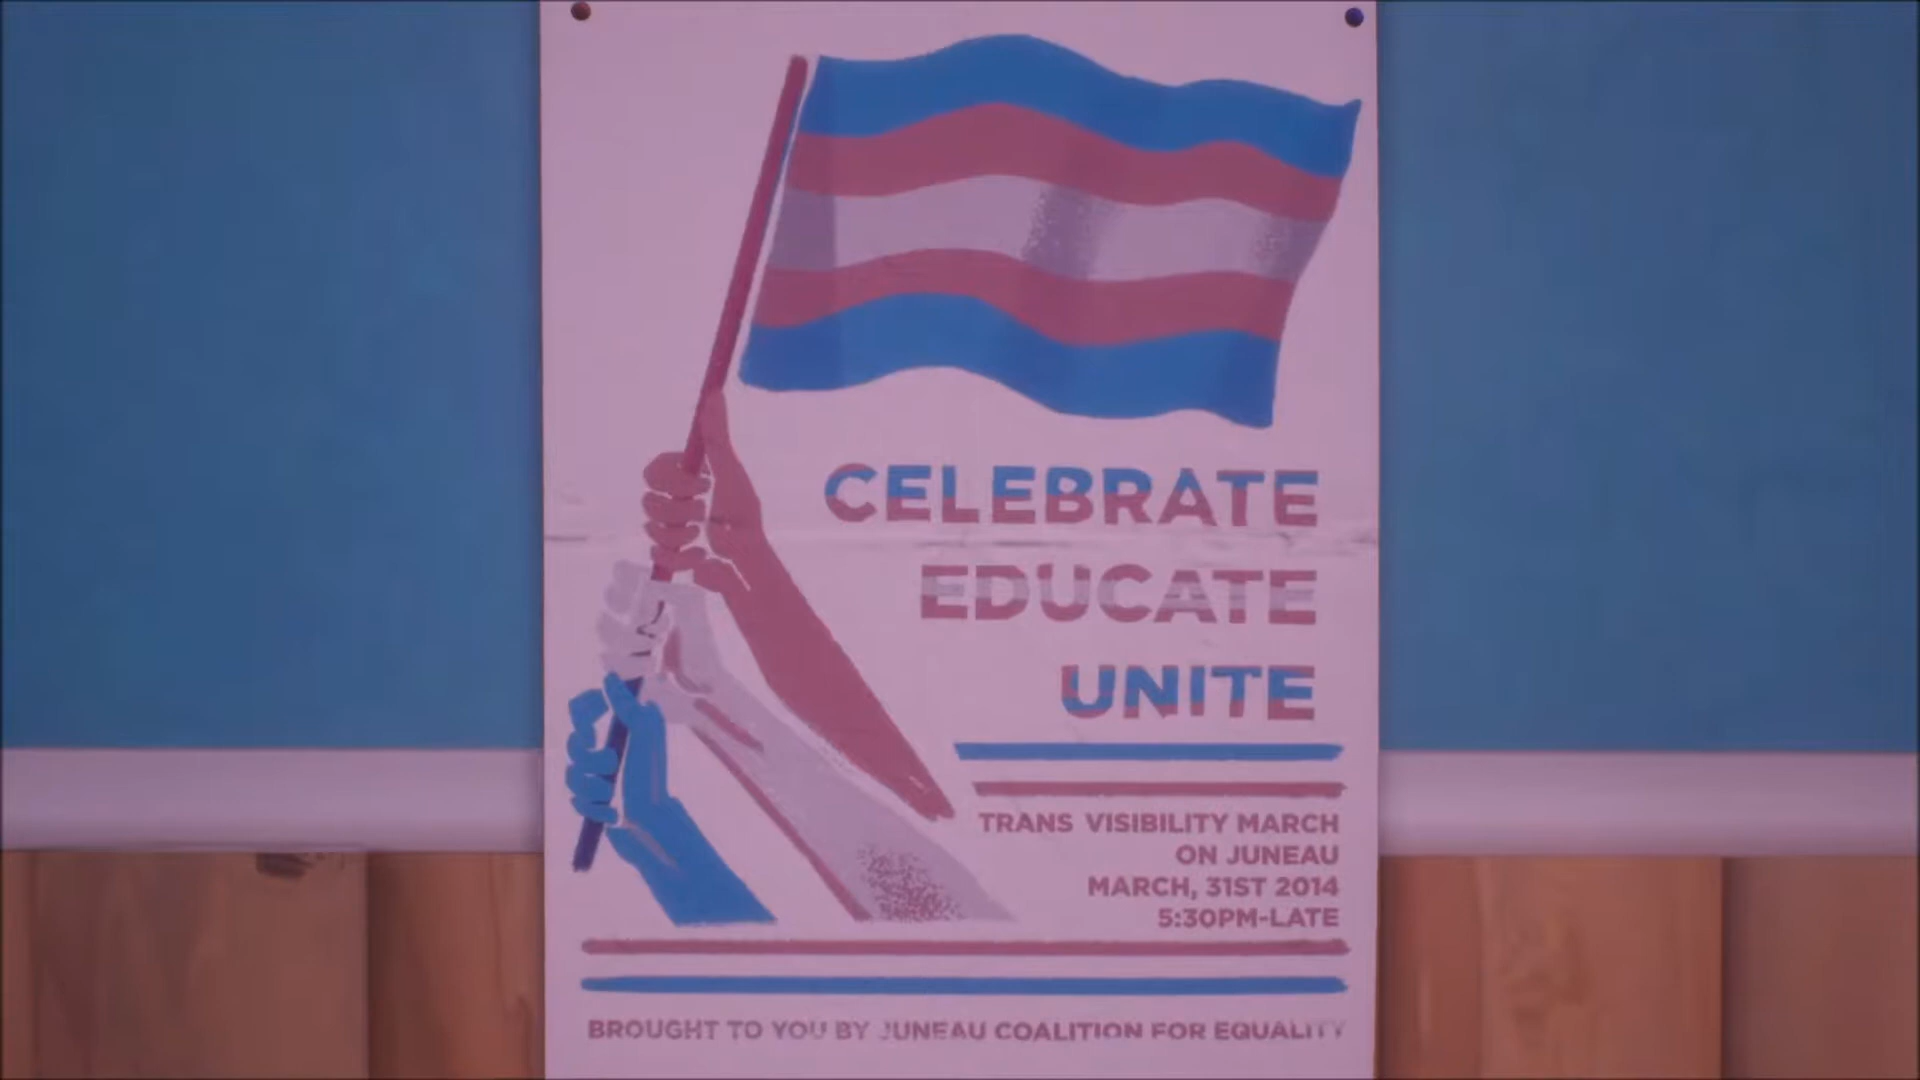 CELEBRATE
EDUCATE
UNITE
TRANS VISIBILITY MARCH
ON JUNEAU
MARCH, 31ST 2014
5:30PM-LATE
BROUGHT TO YOU BY JUNEAU COALITION FOR EQUALITY